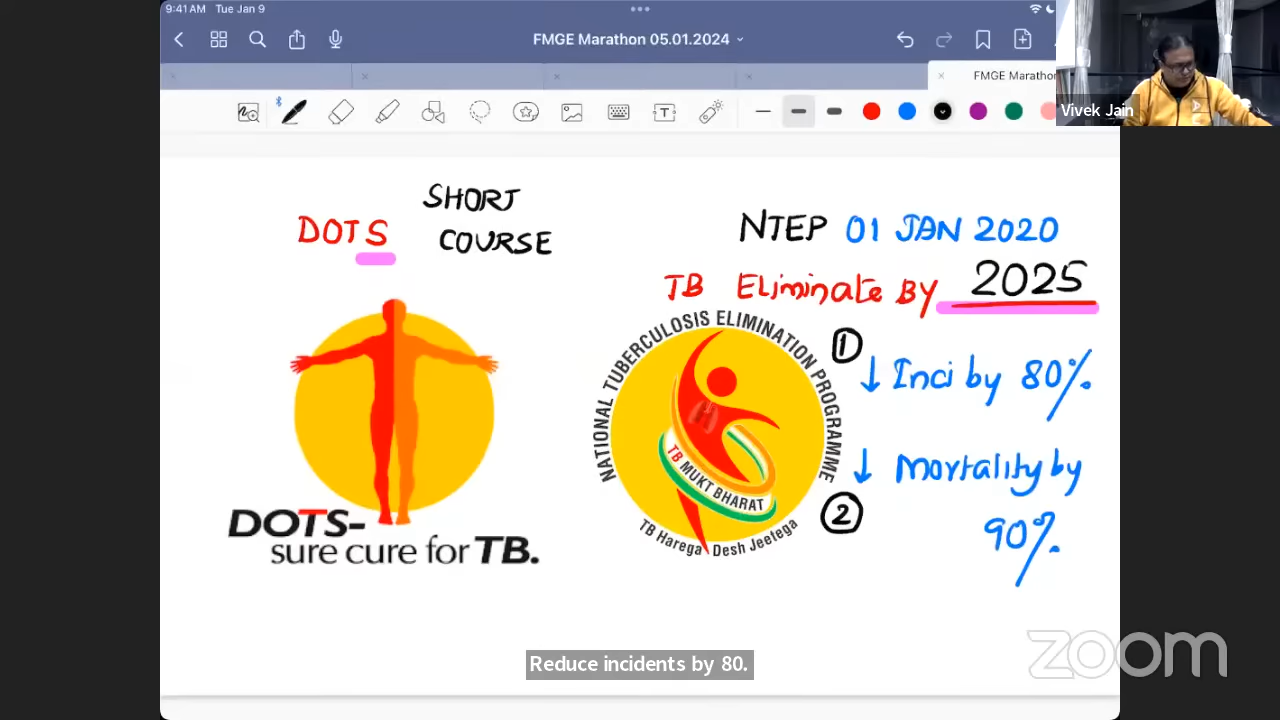 9:41 AM Tue Jan 9
FMGE Marathon 05.01.2024
FMGE Maratho
Vivek Jain
DOTS
SHORT
COURSE
NTEP 01 JAN 2020
TB Eliminate BY 2025
NATIONAL TUBERCULOSIS ELIMINATION PROGRAMME
TB MUKT BHARAT
TB Harega Desh Jeetega
① ↓ Inci by 80%
② ↓ Mortality by
90%
DOTS-
sure cure for TB.
Reduce incidents by 80.
zoom